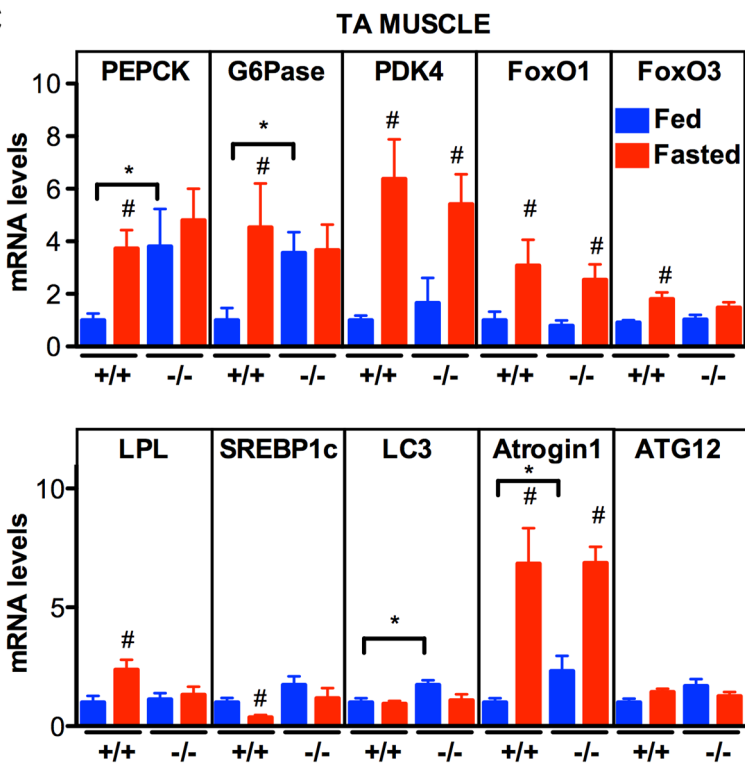 TA MUSCLE
PEPCK G6Pase PDK4 FoxO1 FoxO3
Fed
Fasted
mRNA levels
10
8
6
4
2
0
* # * # # # # # #
+/+ -/- +/+ -/- +/+ -/- +/+ -/- +/+ -/-
LPL SREBP1c LC3 Atrogin1 ATG12
mRNA levels
10
5
0
# # * * # #
+/+ -/- +/+ -/- +/+ -/- +/+ -/- +/+ -/-